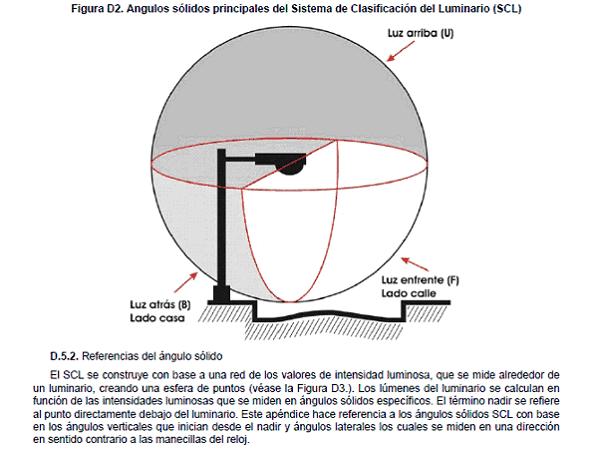 Figura D2. Angulos sólidos principales del Sistema de Clasificación del Luminario (SCL)
Luz arriba (U)
Luz atrás (B)
Lado casa
Luz enfrente (F)
Lado calle
D.5.2. Referencias del ángulo sólido
El SCL se construye con base a una red de los valores de intensidad luminosa, que se mide alrededor de
un luminario, creando una esfera de puntos (véase la Figura D3.). Los lúmenes del luminario se calculan en
función de las intensidades luminosas que se miden en ángulos sólidos específicos. El término nadir se refiere
al punto directamente debajo del luminario. Este apéndice hace referencia a los ángulos sólidos SCL con base
en los ángulos verticales que inician desde el nadir y ángulos laterales los cuales se miden en una dirección
en sentido contrario a las manecillas del reloj.